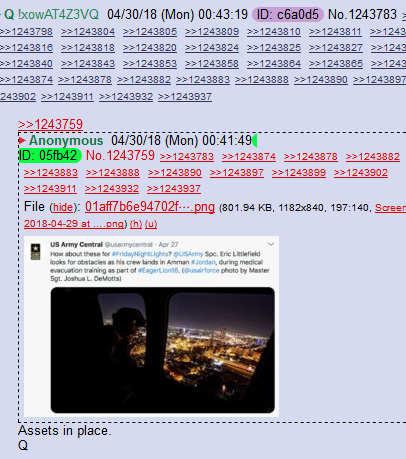 Q !xowAT4Z3VQ 04/30/18 (Mon) 00:43:19 ID: c6a0d5 No.1243783
>>1243798 >>1243804 >>1243805 >>1243809 >>1243810 >>1243811
>>1243816 >>1243818 >>1243820 >>1243824 >>1243825 >>1243827
>>1243840 >>1243843 >>1243853 >>1243858 >>1243864 >>1243865
>>1243874 >>1243878 >>1243882 >>1243883 >>1243888 >>1243890
243902 >>1243911 >>1243932 >>1243937
>>1243759
Anonymous 04/30/18 (Mon) 00:41:49
ID: 05fb42 No.1243759 >>1243783 >>1243874 >>1243878 >>1243882
>>1243883 >>1243888 >>1243890 >>1243897 >>1243899 >>1243902
>>1243911 >>1243932 >>1243937
File (hide): 01aff7b6e94702f⋯.png (801.94 KB, 1182x840, 197:140, Screen
2018-04-29 at ….png) (h) (u)
US Army Central @usarmycentral · Apr 27
How about these for #FridayNightLights? @USArmy Spc. Eric Littlefield
looks for obstacles as his crew lands in Amman #Jordan, during medical
evacuation training as part of #EagerLion18. (@usairforce photo by Master
Sgt. Joshua L. DeMotts)
Assets in place.
Q